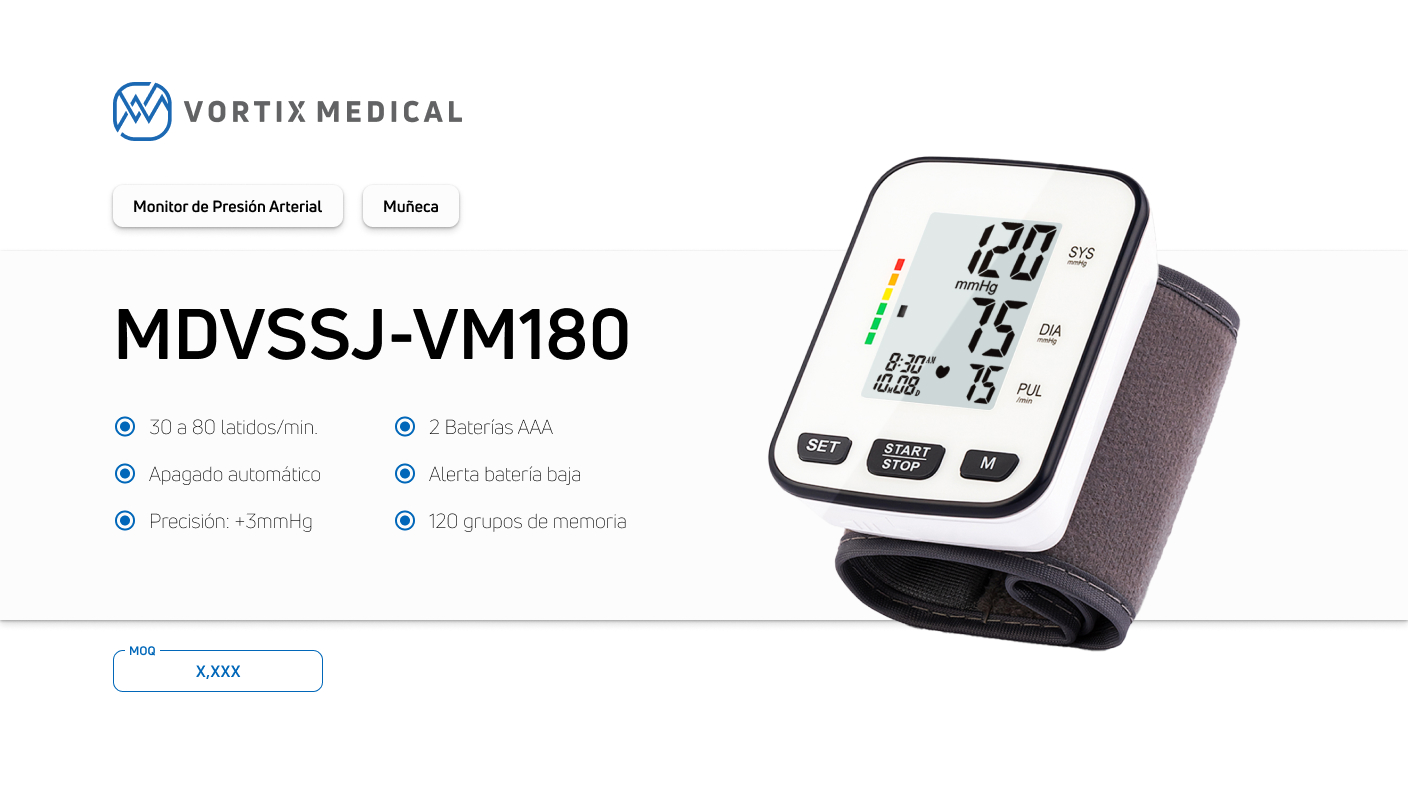 VORTIX MEDICAL
Monitor de Presión Arterial
Muñeca
MDVSSJ-VM180
30 a 80 latidos/min.
2 Baterías AAA
Apagado automático
Alerta batería baja
Precisión: +3mmHg
120 grupos de memoria
MOQ
X,XXX
120
SYS
mmHg
mmHg
75
DIA
mmHg
8:30 AM
10M08D
75
PUL
/min
SET
START
STOP
M